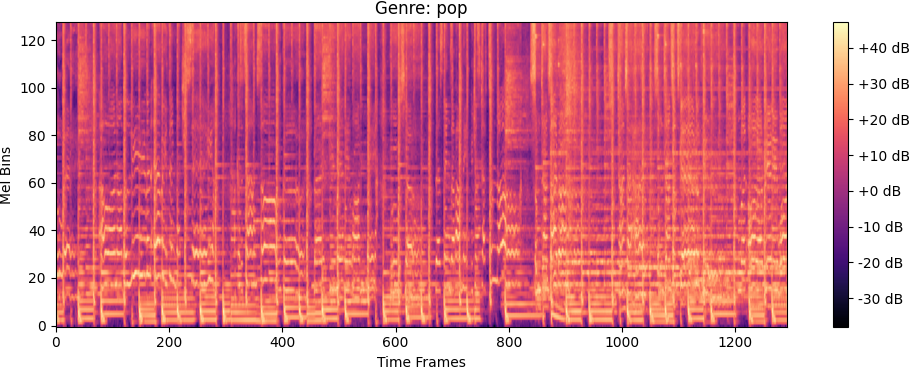 Genre: pop
120
100
80
60
40
20
0
Mel Bins
0 200 400 600 800 1000 1200
Time Frames
+40 dB
+30 dB
+20 dB
+10 dB
+0 dB
-10 dB
-20 dB
-30 dB